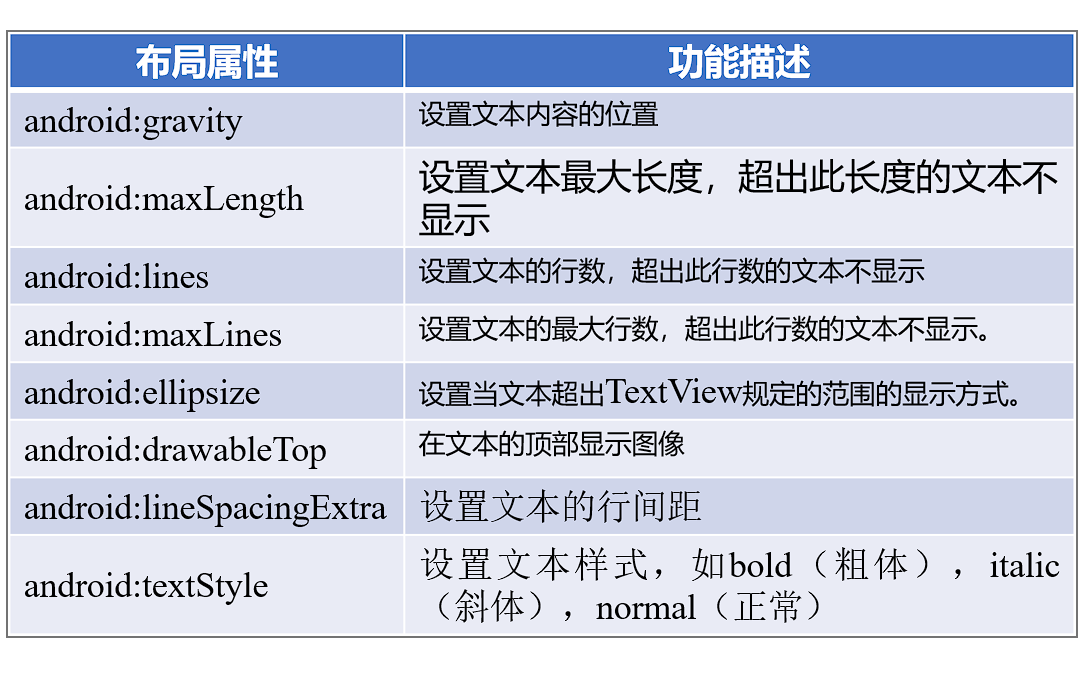 布局属性 功能描述
android:gravity 设置文本内容的位置
android:maxLength 设置文本最大长度，超出此长度的文本不
显示
android:lines 设置文本的行数，超出此行数的文本不显示
android:maxLines 设置文本的最大行数，超出此行数的文本不显示。
android:ellipsize 设置当文本超出TextView规定的范围的显示方式。
android:drawableTop 在文本的顶部显示图像
android:lineSpacingExtra 设置文本的行间距
android:textStyle 设置文本样式，如bold（粗体），italic
（斜体），normal（正常）